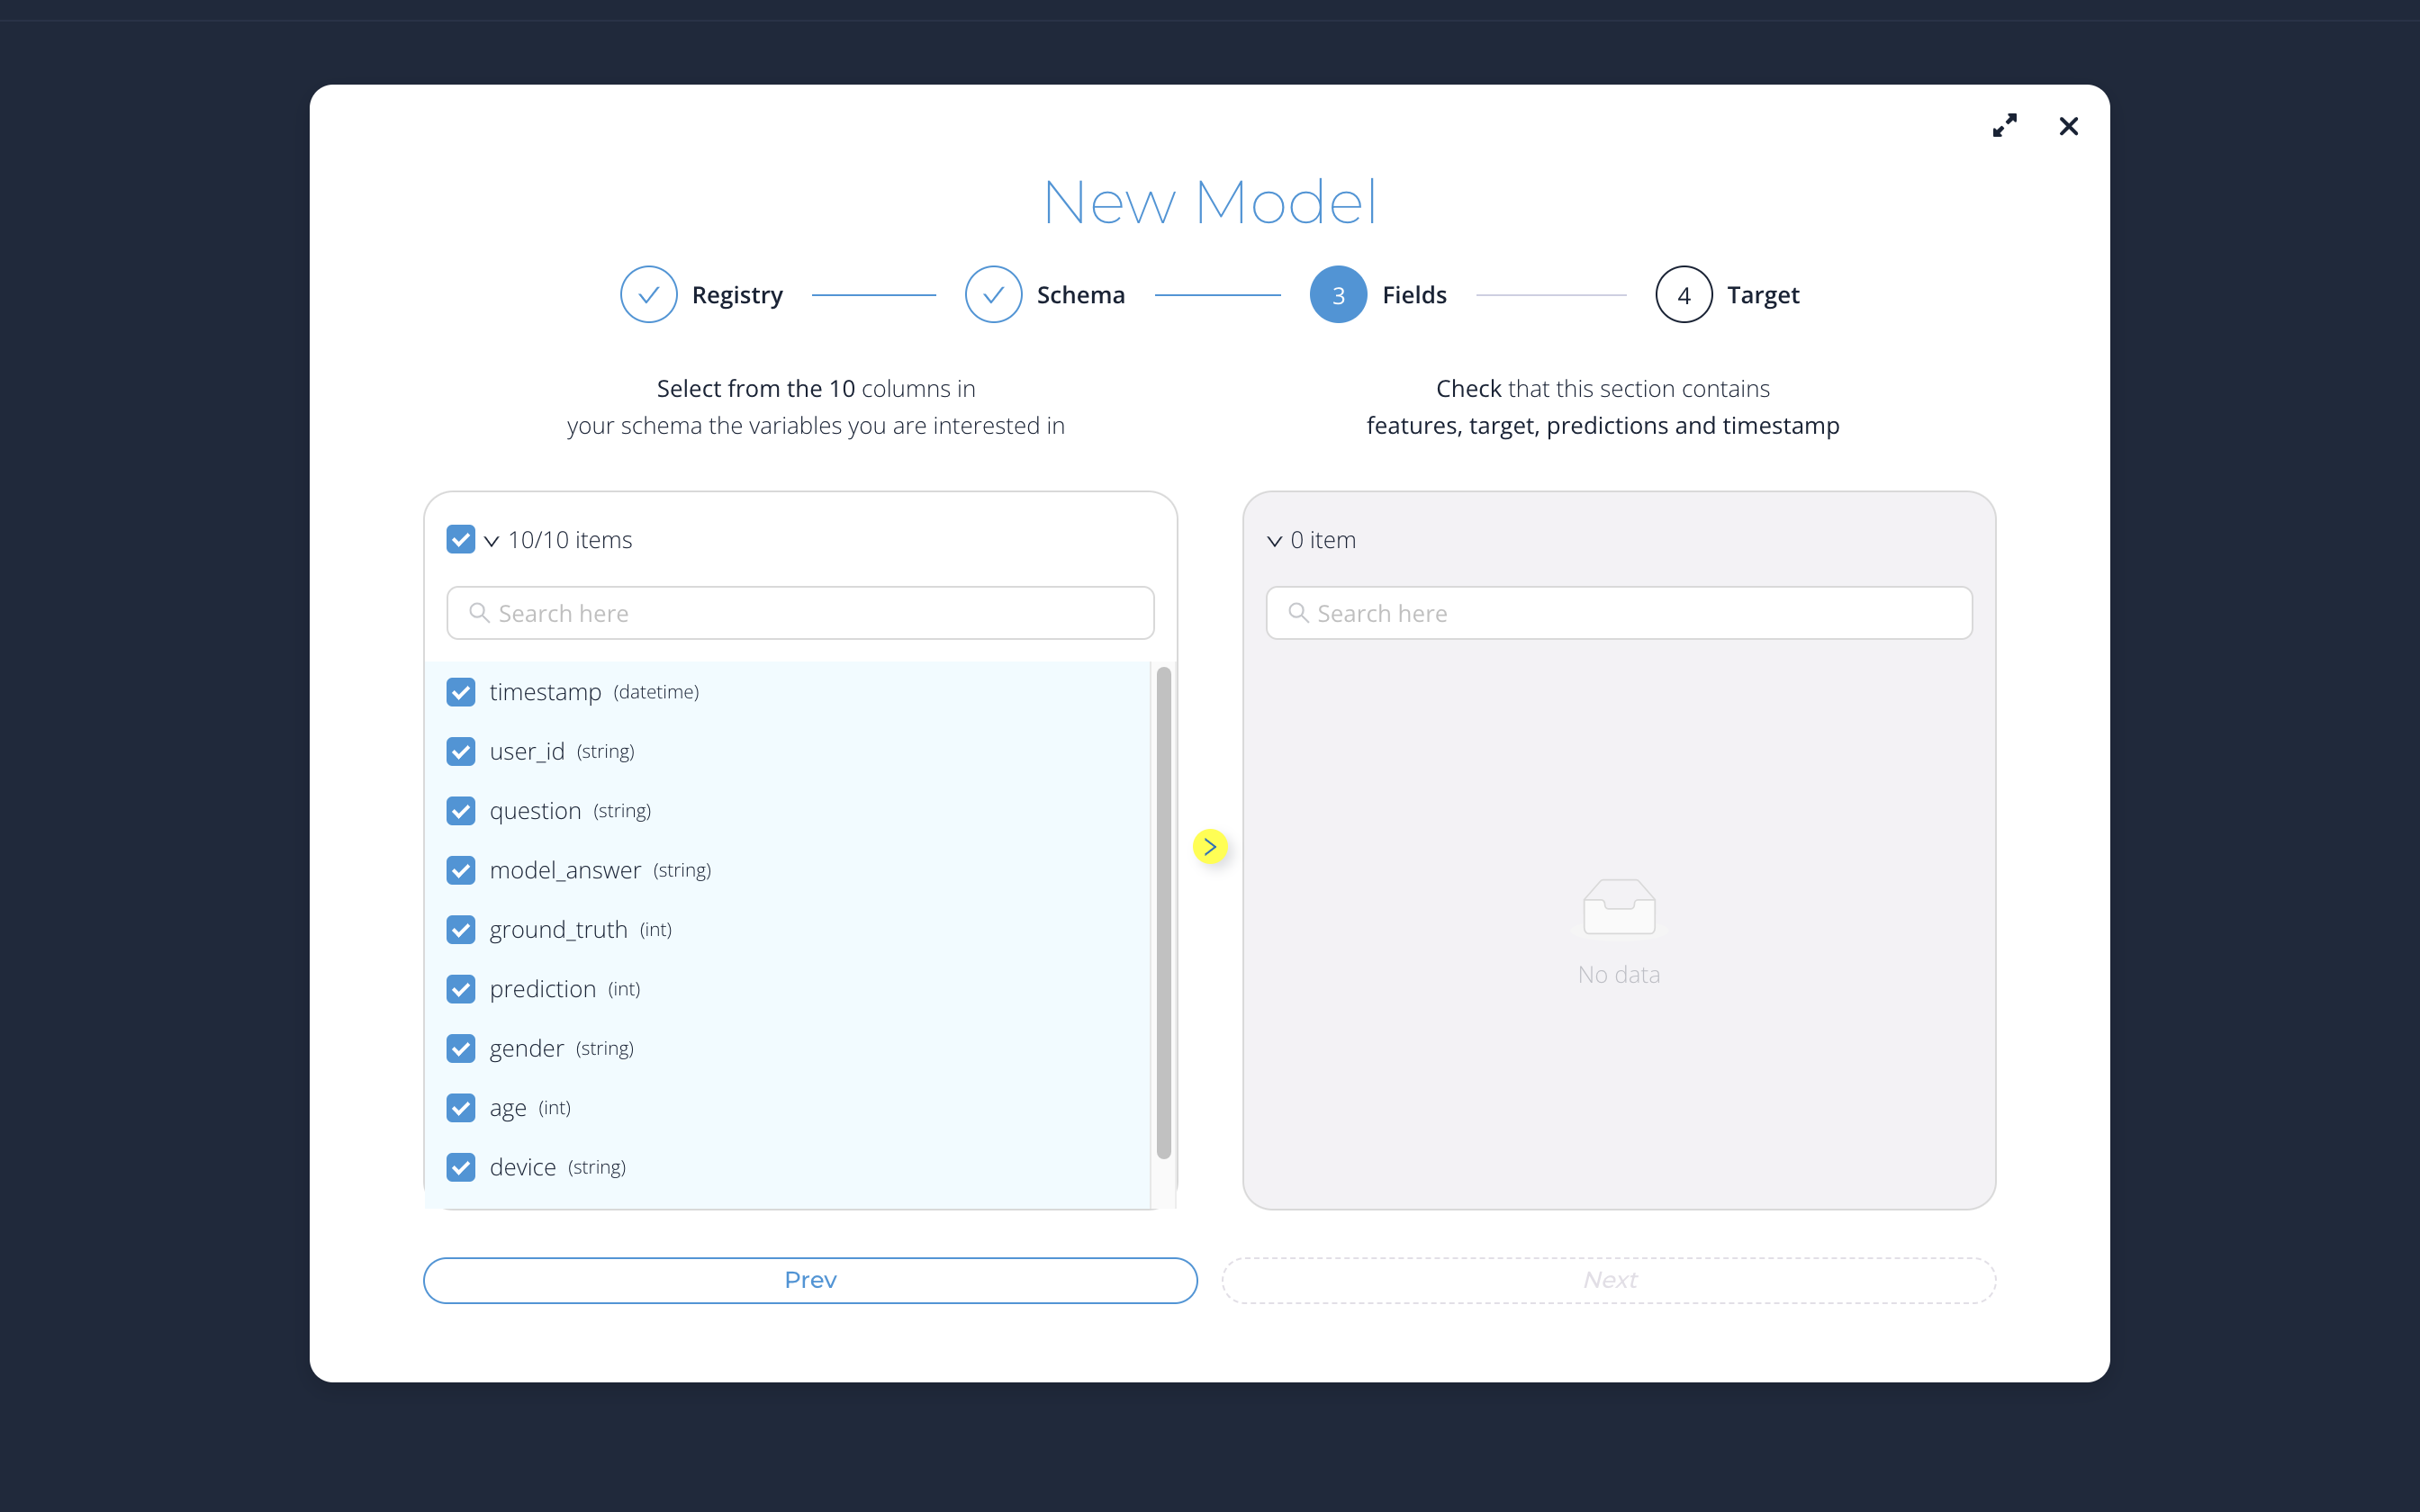 New Model
Registry
Schema
3 Fields
4 Target
Select from the 10 columns in
your schema the variables you are interested in
Check that this section contains
features, target, predictions and timestamp
10/10 items
Search here
timestamp (datetime)
user_id (string)
question (string)
model_answer (string)
ground_truth (int)
prediction (int)
gender (string)
age (int)
device (string)
0 item
Search here
No data
Prev
Next